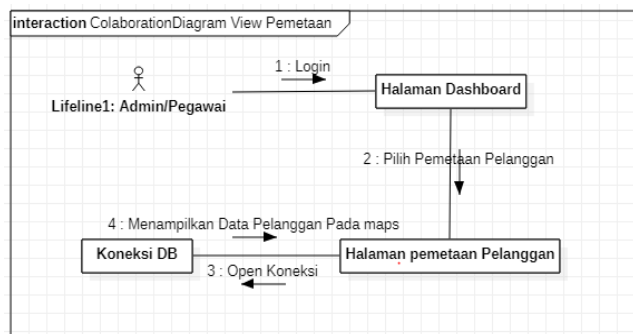 interaction ColaborationDiagram View Pemetaan
1 : Login
Lifeline1: Admin/Pegawai
Halaman Dashboard
2 : Pilih Pemetaan Pelanggan
4 : Menampilkan Data Pelanggan Pada maps
Koneksi DB
Halaman pemetaan Pelanggan
3 : Open Koneksi